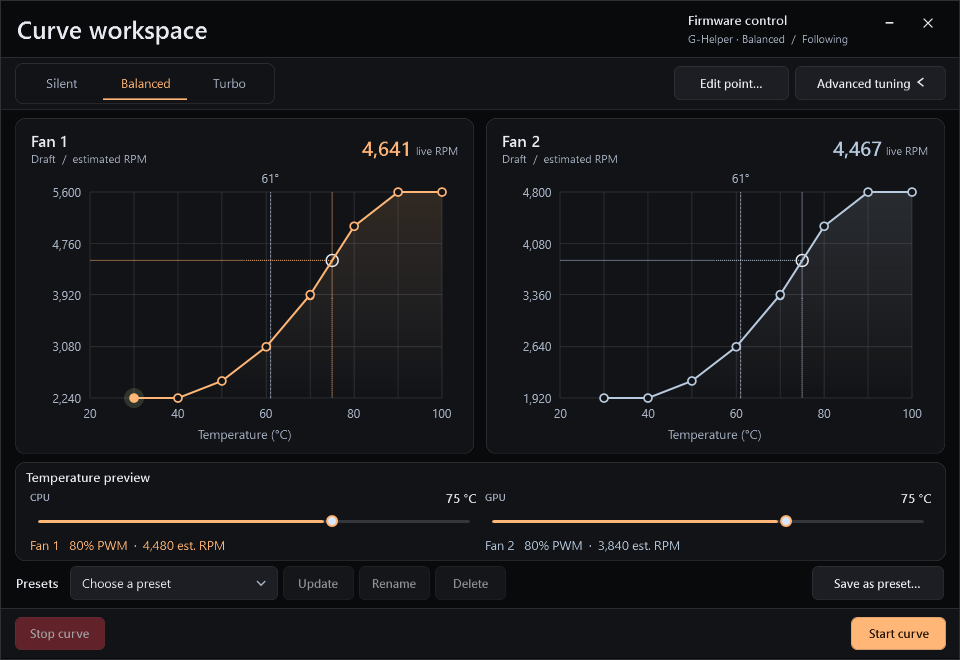 Curve workspace
Firmware control
G-Helper · Balanced / Following
Silent Balanced Turbo
Edit point...
Advanced tuning
Fan 1
Draft / estimated RPM
4,641 live RPM
61°
5,600
4,760
3,920
3,080
2,240
20 40 60 80 100
Temperature (°C)
Fan 2
Draft / estimated RPM
4,467 live RPM
61°
4,800
4,080
3,360
2,640
1,920
20 40 60 80 100
Temperature (°C)
Temperature preview
CPU 75 °C
GPU 75 °C
Fan 1 80% PWM · 4,480 est. RPM
Fan 2 80% PWM · 3,840 est. RPM
Presets Choose a preset Update Rename Delete Save as preset...
Stop curve Start curve